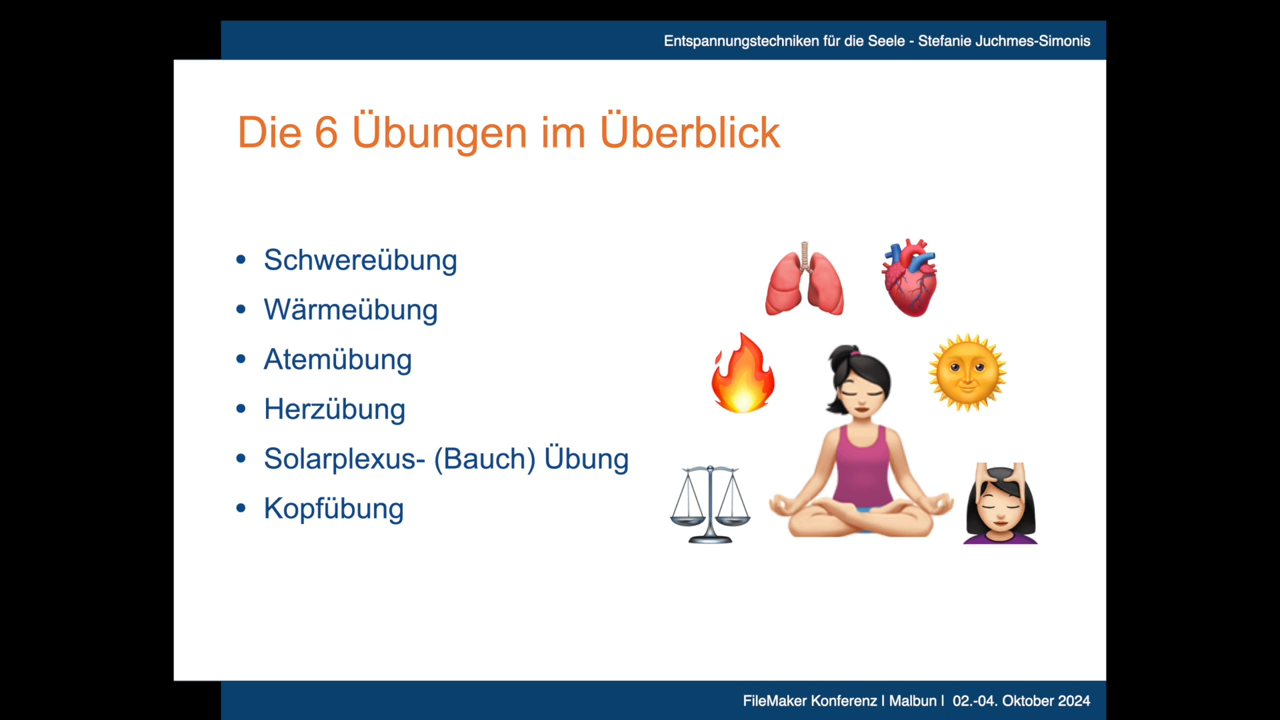 Entspannungstechniken für die Seele - Stefanie Juchmes-Simonis
Die 6 Übungen im Überblick
• Schwereübung
• Wärmeübung
• Atemübung
• Herzübung
• Solarplexus- (Bauch) Übung
• Kopfübung
FileMaker Konferenz I Malbun I 02.-04. Oktober 2024